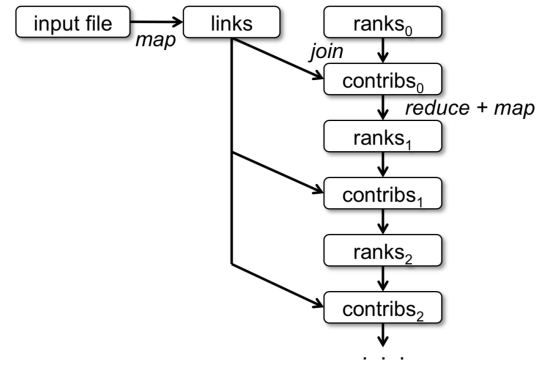 input file
map
links
ranks₀
join
contribs₀
reduce + map
ranks₁
contribs₁
ranks₂
contribs₂
. . .